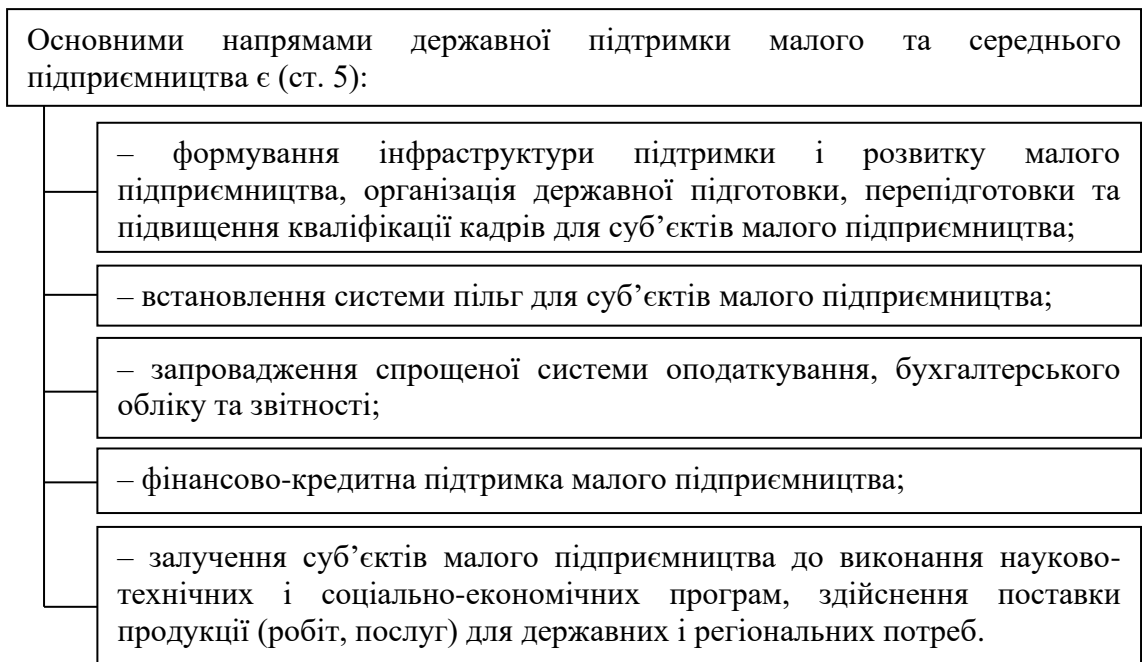 Основними напрямами державної підтримки малого та середнього
підприємництва є (ст. 5):
– формування інфраструктури підтримки і розвитку малого
підприємництва, організація державної підготовки, перепідготовки та
підвищення кваліфікації кадрів для суб’єктів малого підприємництва;
– встановлення системи пільг для суб’єктів малого підприємництва;
– запровадження спрощеної системи оподаткування, бухгалтерського
обліку та звітності;
– фінансово-кредитна підтримка малого підприємництва;
– залучення суб’єктів малого підприємництва до виконання науково-
технічних і соціально-економічних програм, здійснення поставки
продукції (робіт, послуг) для державних і регіональних потреб.